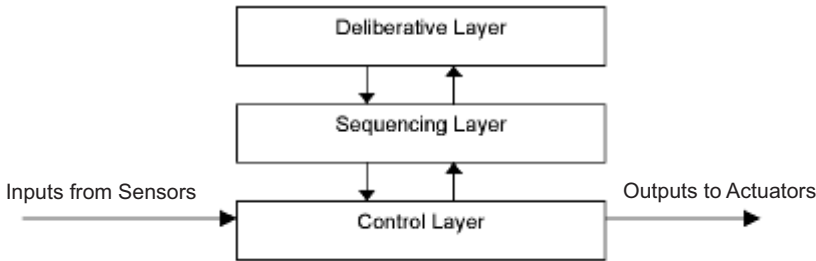 Deliberative Layer
Sequencing Layer
Inputs from Sensors
Outputs to Actuators
Control Layer